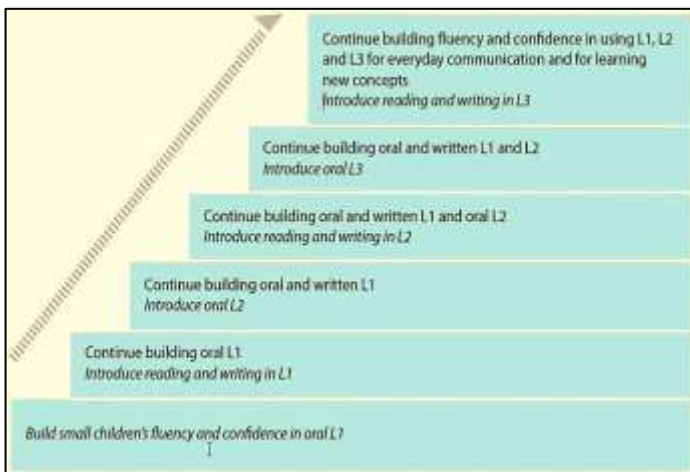 Continue building fluency and confidence in using L1, L2
and L3 for everyday communication and for learning
new concepts
Introduce reading and writing in L3
Continue building oral and written L1 and L2
Introduce oral L3
Continue building oral and written L1 and oral L2
Introduce reading and writing in L2
Continue building oral and written L1
Introduce oral L2
Continue building oral L1
Introduce reading and writing in L1
Build small children's fluency and confidence in oral L1